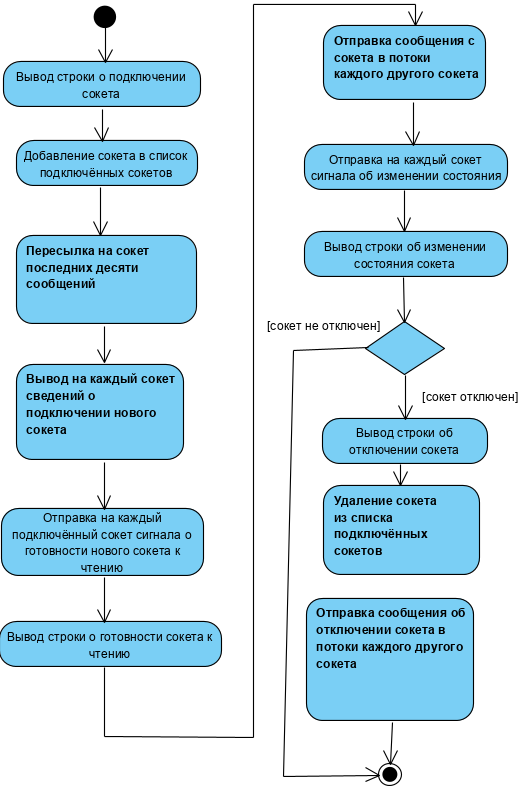 Вывод строки о подключении
сокета
Добавление сокета в список
подключённых сокетов
Пересылка на сокет
последних десяти
сообщений
Вывод на каждый сокет
сведений о
подключении нового
сокета
Отправка на каждый
подключённый сокет сигнала о
готовности нового сокета к
чтению
Вывод строки о готовности сокета к
чтению
Отправка сообщения с
сокета в потоки
каждого другого сокета
Отправка на каждый сокет
сигнала об изменении состояния
Вывод строки об изменении
состояния сокета
[сокет не отключен]
[сокет отключен]
Вывод строки об
отключении сокета
Удаление сокета
из списка
подключённых
сокетов
Отправка сообщения об
отключении сокета в
потоки каждого другого
сокета